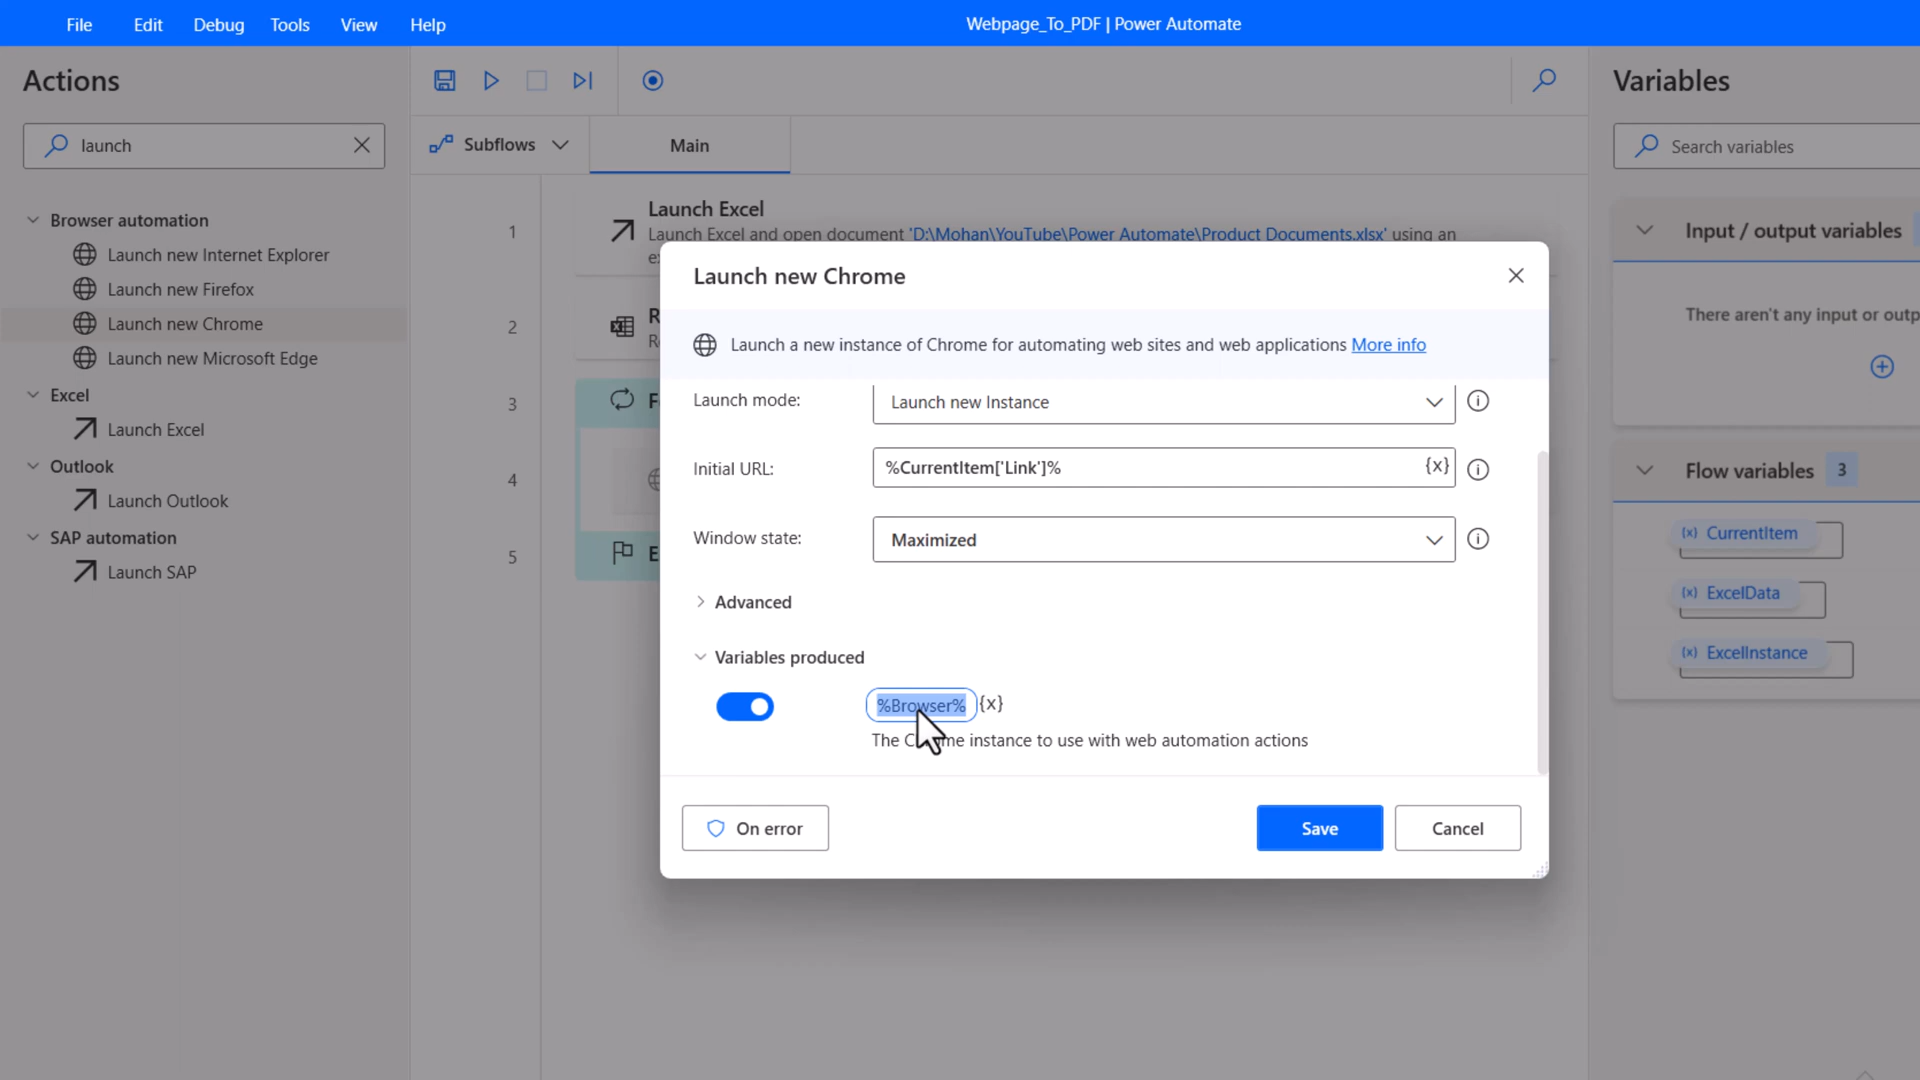 File Edit Debug Tools View Help
Webpage_To_PDF | Power Automate
Actions
launch
Browser automation
Launch new Internet Explorer
Launch new Firefox
Launch new Chrome
Launch new Microsoft Edge
Excel
Launch Excel
Outlook
Launch Outlook
SAP automation
Launch SAP
Subflows
Main
1
Launch Excel
Launch Excel and open document 'D:\Mohan\YouTube\Power Automate\Product Documents.xlsx' using an
2
3
4
5
Launch new Chrome
Launch a new instance of Chrome for automating web sites and web applications More info
Launch mode:
Launch new Instance
Initial URL:
%CurrentItem['Link']%
{x}
Window state:
Maximized
Advanced
Variables produced
%Browser% {x}
The Chrome instance to use with web automation actions
On error
Save
Cancel
Variables
Search variables
Input / output variables
There aren't any input or outp
Flow variables 3
(x) CurrentItem
(x) ExcelData
(x) ExcelInstance